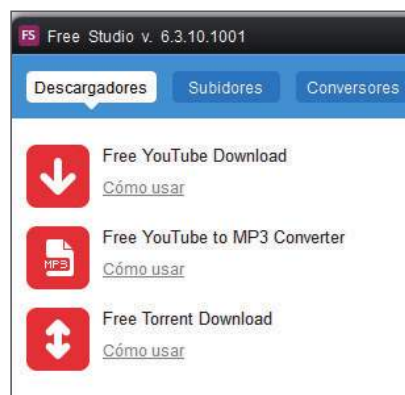 FS Free Studio v. 6.3.10.1001
Descargadores Subidores Conversores
Free YouTube Download
Cómo usar
MP3
Free YouTube to MP3 Converter
Cómo usar
Free Torrent Download
Cómo usar